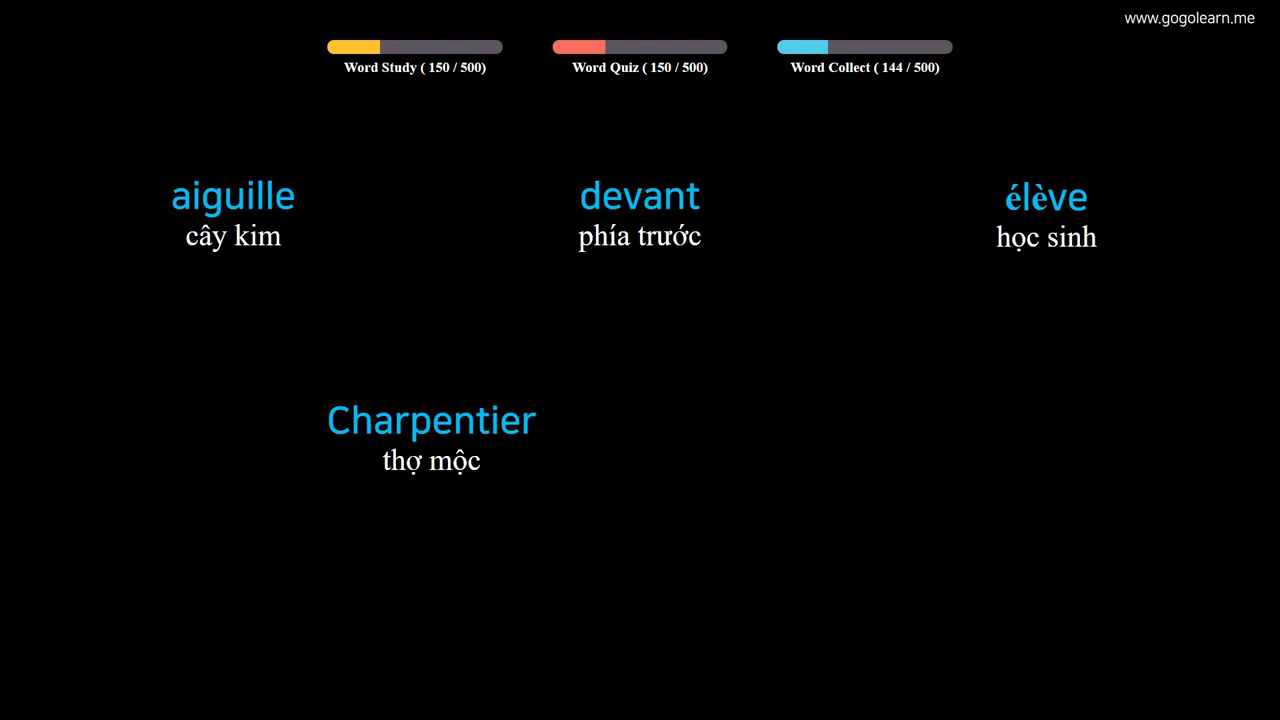 www.gogolearn.me
Word Study ( 150 / 500)
Word Quiz ( 150 / 500)
Word Collect ( 144 / 500)
aiguille
cây kim
devant
phía trước
élève
học sinh
Charpentier
thợ mộc